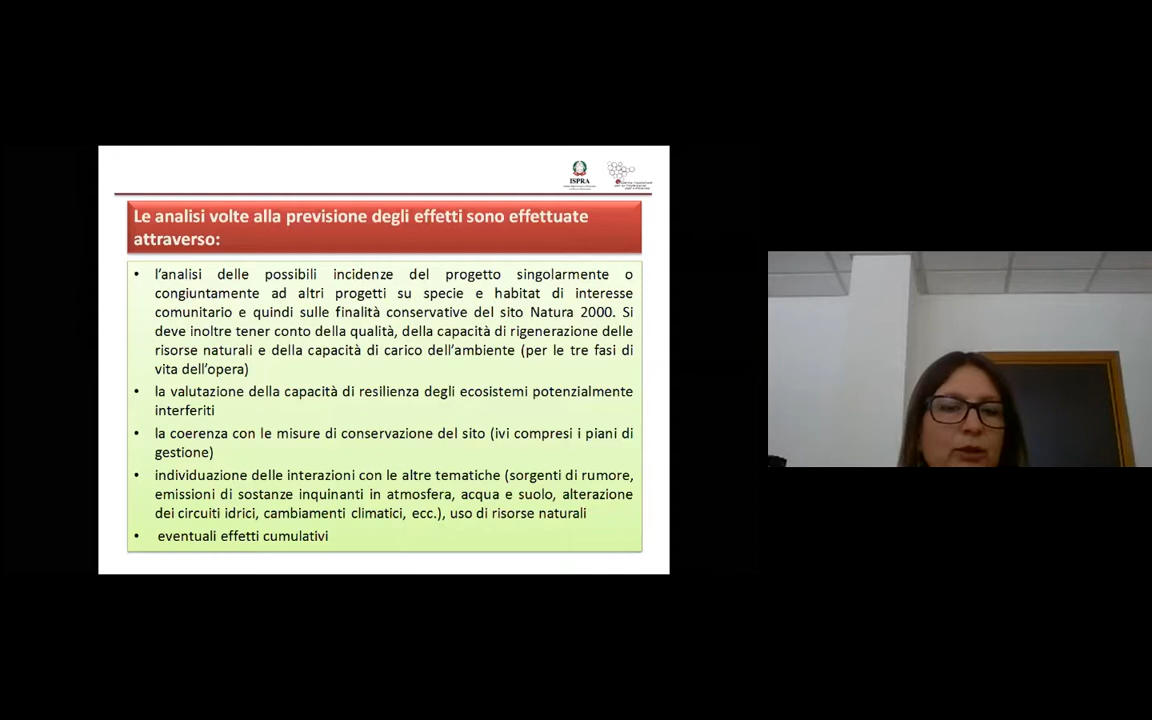 ISPRA
Le analisi volte alla previsione degli effetti sono effettuate
attraverso:
• l'analisi delle possibili incidenze del progetto singolarmente o
congiuntamente ad altri progetti su specie e habitat di interesse
comunitario e quindi sulle finalità conservative del sito Natura 2000. Si
deve inoltre tener conto della qualità, della capacità di rigenerazione delle
risorse naturali e della capacità di carico dell'ambiente (per le tre fasi di
vita dell'opera)
• la valutazione della capacità di resilienza degli ecosistemi potenzialmente
interferiti
• la coerenza con le misure di conservazione del sito (ivi compresi i piani di
gestione)
• individuazione delle interazioni con le altre tematiche (sorgenti di rumore,
emissioni di sostanze inquinanti in atmosfera, acqua e suolo, alterazione
dei circuiti idrici, cambiamenti climatici, ecc.), uso di risorse naturali
• eventuali effetti cumulativi